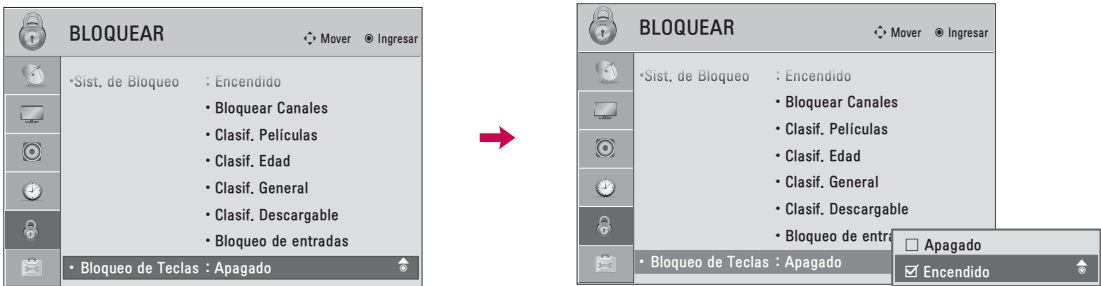 BLOQUEAR
Mover Ingresar
•Sist. de Bloqueo : Encendido
• Bloquear Canales
• Clasif. Películas
• Clasif. Edad
• Clasif. General
• Clasif. Descargable
• Bloqueo de entradas
• Bloqueo de Teclas : Apagado
BLOQUEAR
Mover Ingresar
•Sist. de Bloqueo : Encendido
• Bloquear Canales
• Clasif. Películas
• Clasif. Edad
• Clasif. General
• Clasif. Descargable
• Bloqueo de entra
• Bloqueo de Teclas : Apagado
☐ Apagado
☑ Encendido